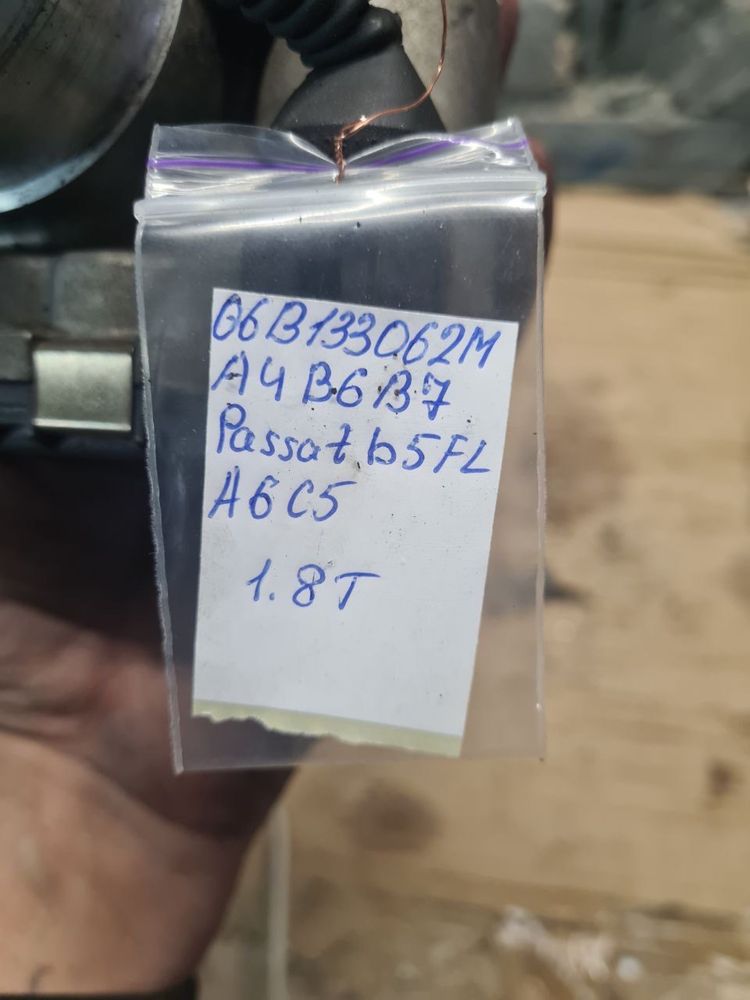 06B133062M
A4 B6 B7
Passat b5FL
A6 C5
1.8T